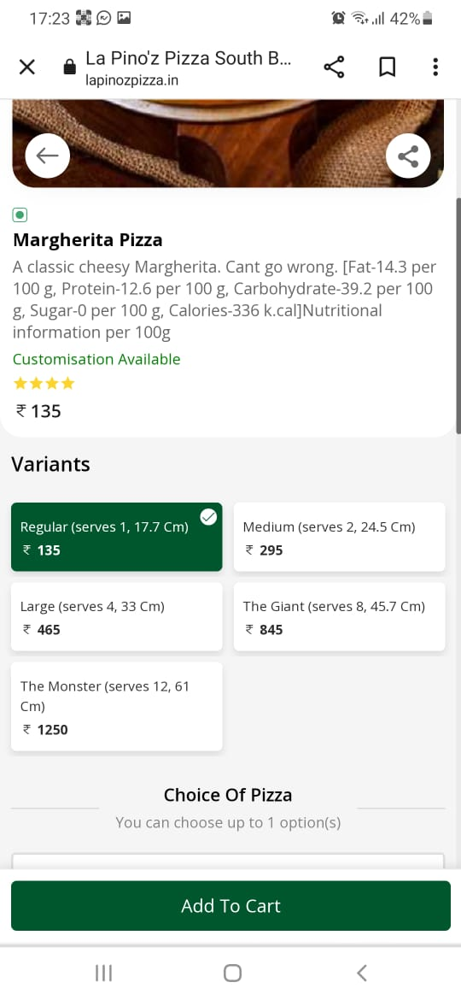 17:23
42%
La Pino'z Pizza South B...
lapinozpizza.in
Margherita Pizza
A classic cheesy Margherita. Cant go wrong. [Fat-14.3 per
100 g, Protein-12.6 per 100 g, Carbohydrate-39.2 per 100
g, Sugar-0 per 100 g, Calories-336 k.cal]Nutritional
information per 100g
Customisation Available
₹ 135
Variants
Regular (serves 1, 17.7 Cm)
₹ 135
Medium (serves 2, 24.5 Cm)
₹ 295
Large (serves 4, 33 Cm)
₹ 465
The Giant (serves 8, 45.7 Cm)
₹ 845
The Monster (serves 12, 61
Cm)
₹ 1250
Choice Of Pizza
You can choose up to 1 option(s)
Add To Cart